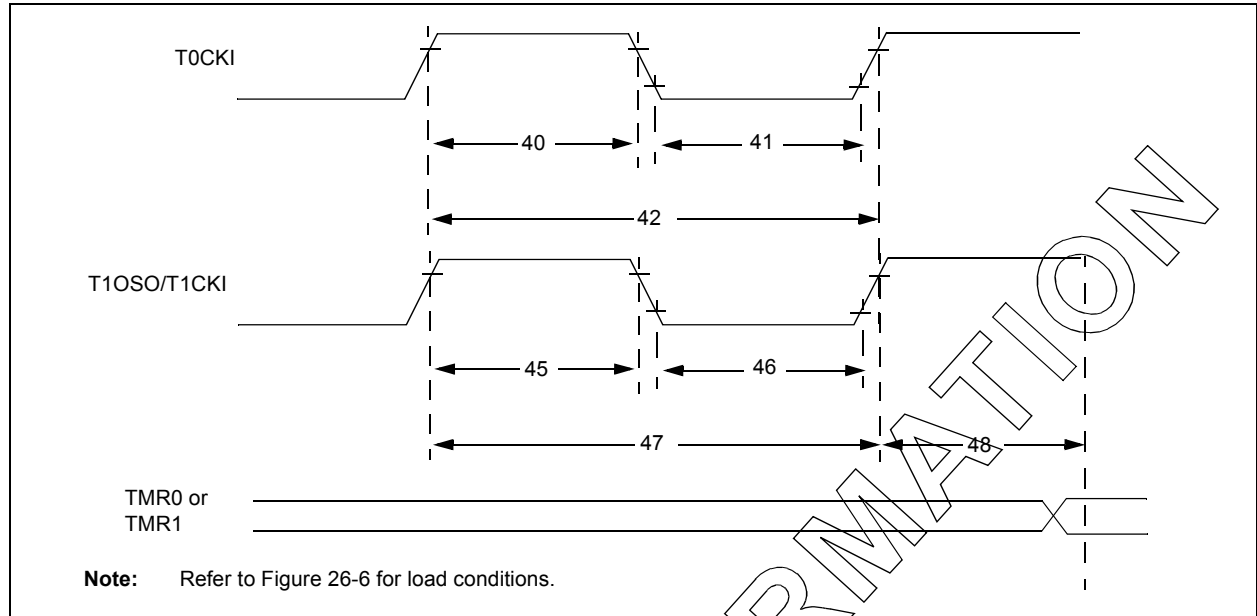 T0CKI
40
41
42
T1OSO/T1CKI
45
46
47
48
TMR0 or
TMR1
Note: Refer to Figure 26-6 for load conditions.
RMATION